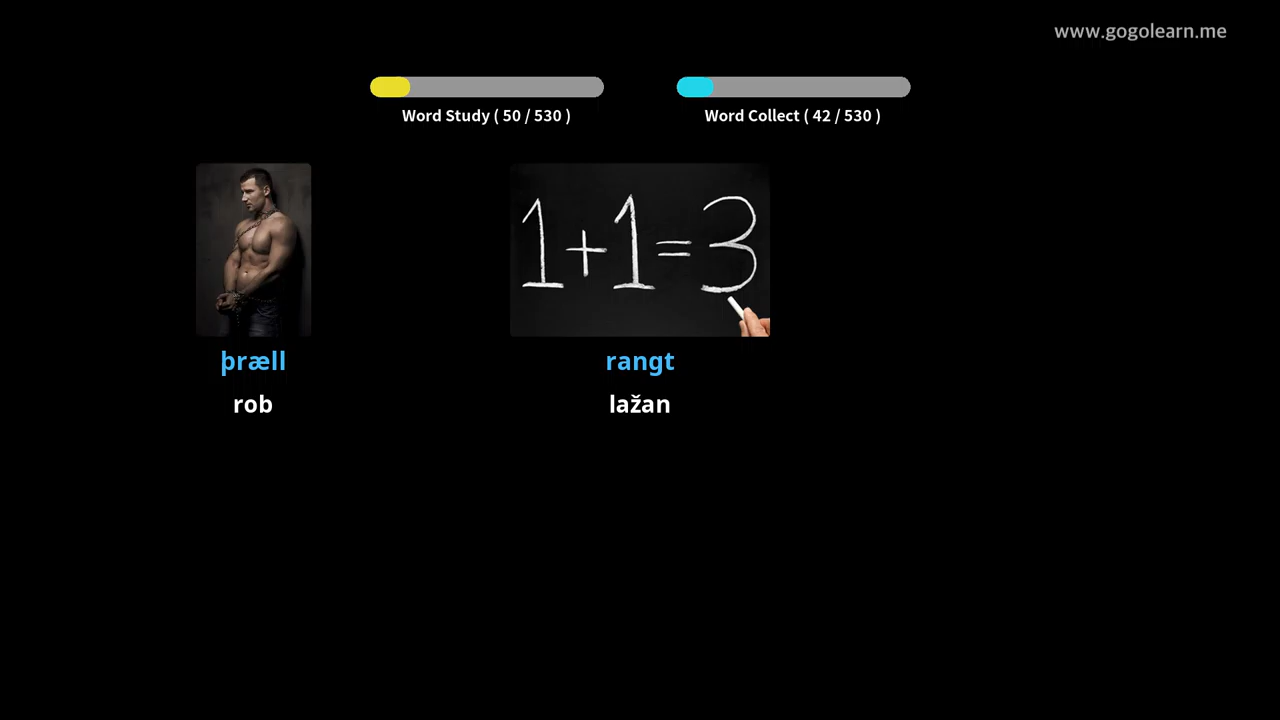 www.gogolearn.me
Word Study ( 50 / 530 )
Word Collect ( 42 / 530 )
1+1=3
þræll
rangt
rob
lažan